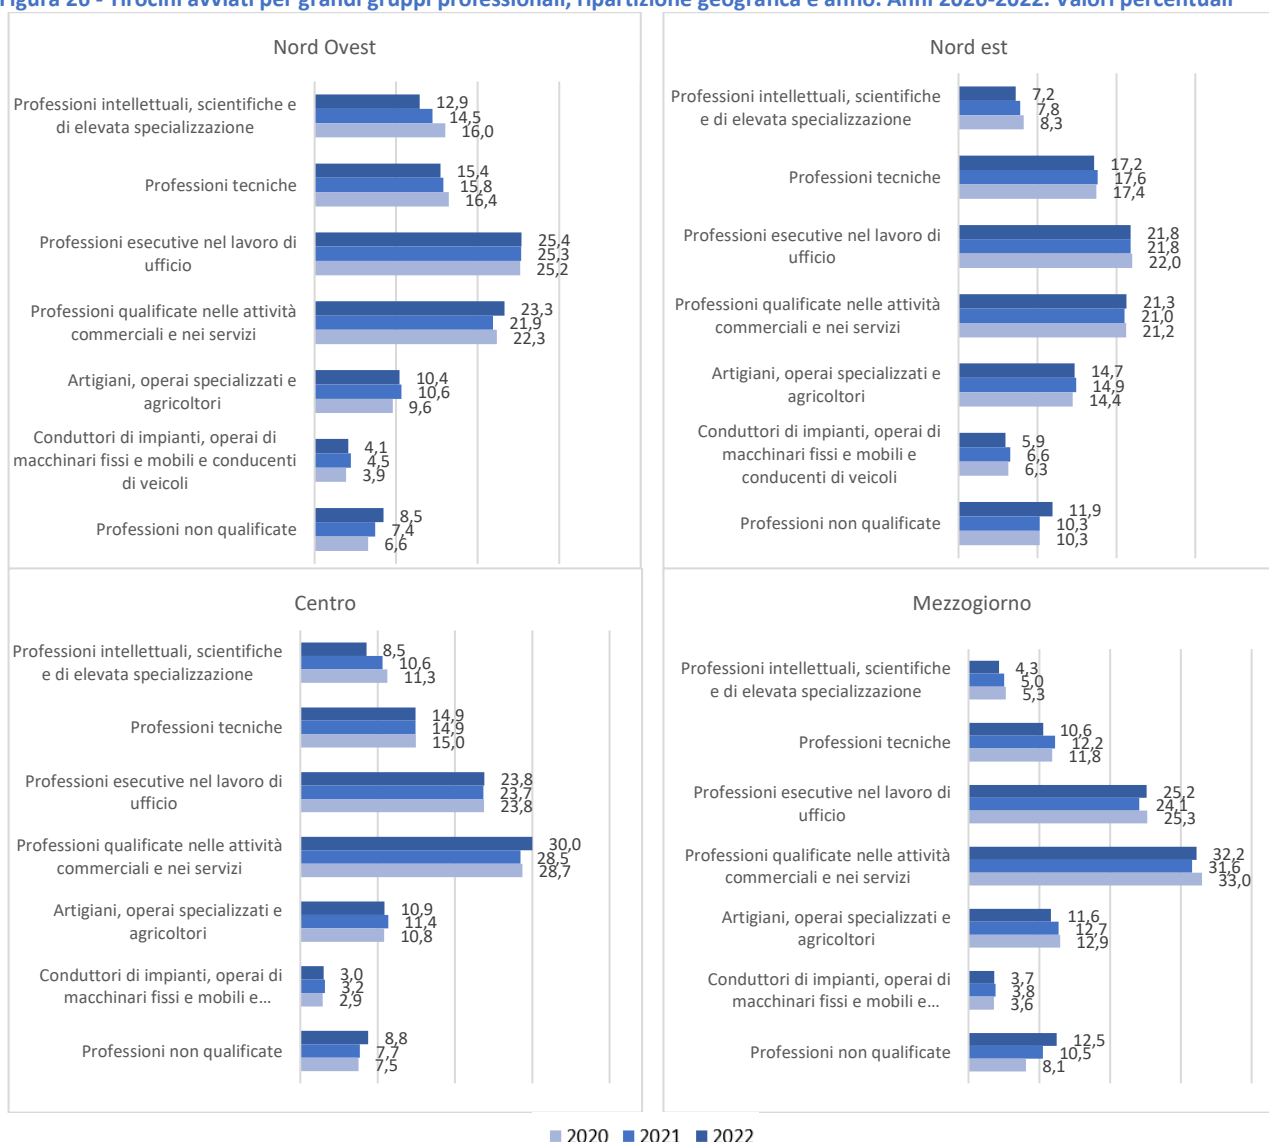 Figura 26 - Tirocini avviati per grandi gruppi professionali, ripartizione geografica e anno. Anni 2020-2022. Valori percentuali
Nord Ovest
Professioni intellettuali, scientifiche e
di elevata specializzazione
12,9
14,5
16,0
Professioni tecniche
15,4
15,8
16,4
Professioni esecutive nel lavoro di
ufficio
25,4
25,3
25,2
Professioni qualificate nelle attività
commerciali e nei servizi
23,3
21,9
22,3
Artigiani, operai specializzati e
agricoltori
10,4
10,6
9,6
Conduttori di impianti, operai di
macchinari fissi e mobili e conducenti
di veicoli
4,1
4,5
3,9
Professioni non qualificate
8,5
7,4
6,6
Nord est
Professioni intellettuali, scientifiche
e di elevata specializzazione
7,2
7,8
8,3
Professioni tecniche
17,2
17,6
17,4
Professioni esecutive nel lavoro di
ufficio
21,8
21,8
22,0
Professioni qualificate nelle attività
commerciali e nei servizi
21,3
21,0
21,2
Artigiani, operai specializzati e
agricoltori
14,7
14,9
14,4
Conduttori di impianti, operai di
macchinari fissi e mobili e
conducenti di veicoli
5,9
6,6
6,3
Professioni non qualificate
11,9
10,3
10,3
Centro
Professioni intellettuali, scientifiche
e di elevata specializzazione
8,5
10,6
11,3
Professioni tecniche
14,9
14,9
15,0
Professioni esecutive nel lavoro di
ufficio
23,8
23,7
23,8
Professioni qualificate nelle attività
commerciali e nei servizi
30,0
28,5
28,7
Artigiani, operai specializzati e
agricoltori
10,9
11,4
10,8
Conduttori di impianti, operai di
macchinari fissi e mobili e...
3,0
3,2
2,9
Professioni non qualificate
8,8
7,7
7,5
Mezzogiorno
Professioni intellettuali, scientifiche
e di elevata specializzazione
4,3
5,0
5,3
Professioni tecniche
10,6
12,2
11,8
Professioni esecutive nel lavoro di
ufficio
25,2
24,1
25,3
Professioni qualificate nelle attività
commerciali e nei servizi
32,2
31,6
33,0
Artigiani, operai specializzati e
agricoltori
11,6
12,7
12,9
Conduttori di impianti, operai di
macchinari fissi e mobili e...
3,7
3,8
3,6
Professioni non qualificate
12,5
10,5
8,1
2020 2021 2022